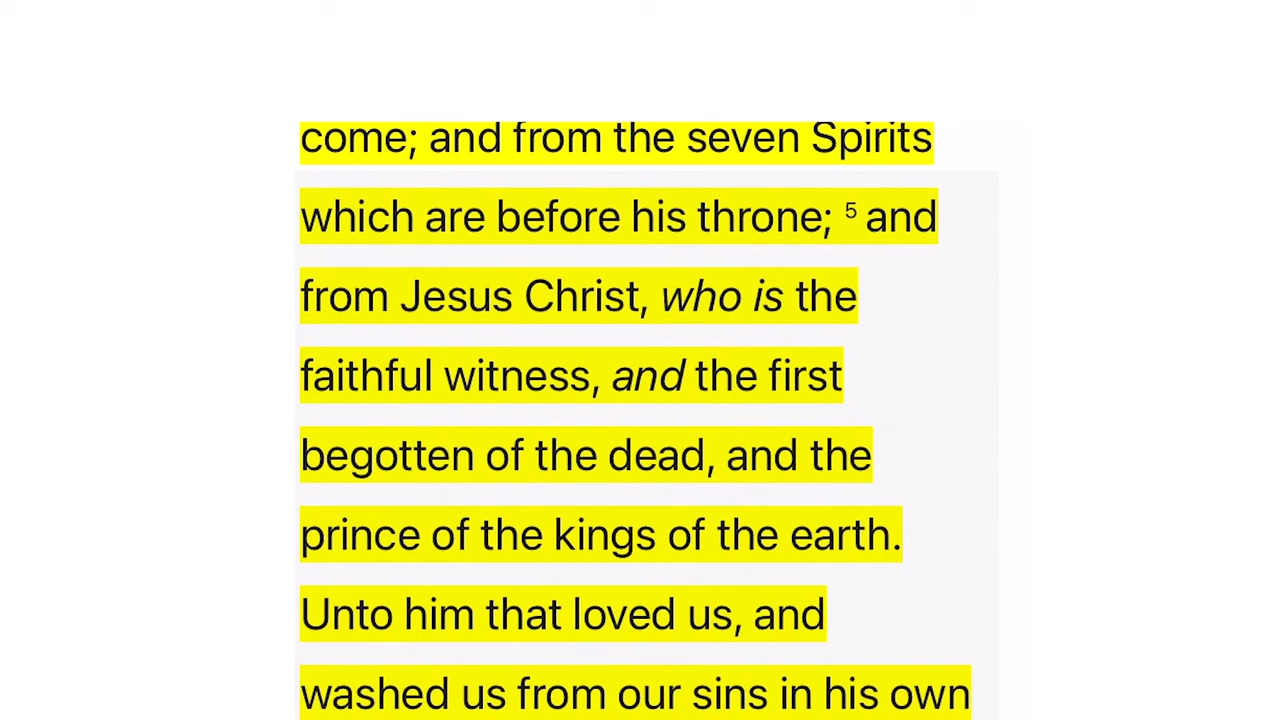 come; and from the seven Spirits
which are before his throne; 5 and
from Jesus Christ, who is the
faithful witness, and the first
begotten of the dead, and the
prince of the kings of the earth.
Unto him that loved us, and
washed us from our sins in his own